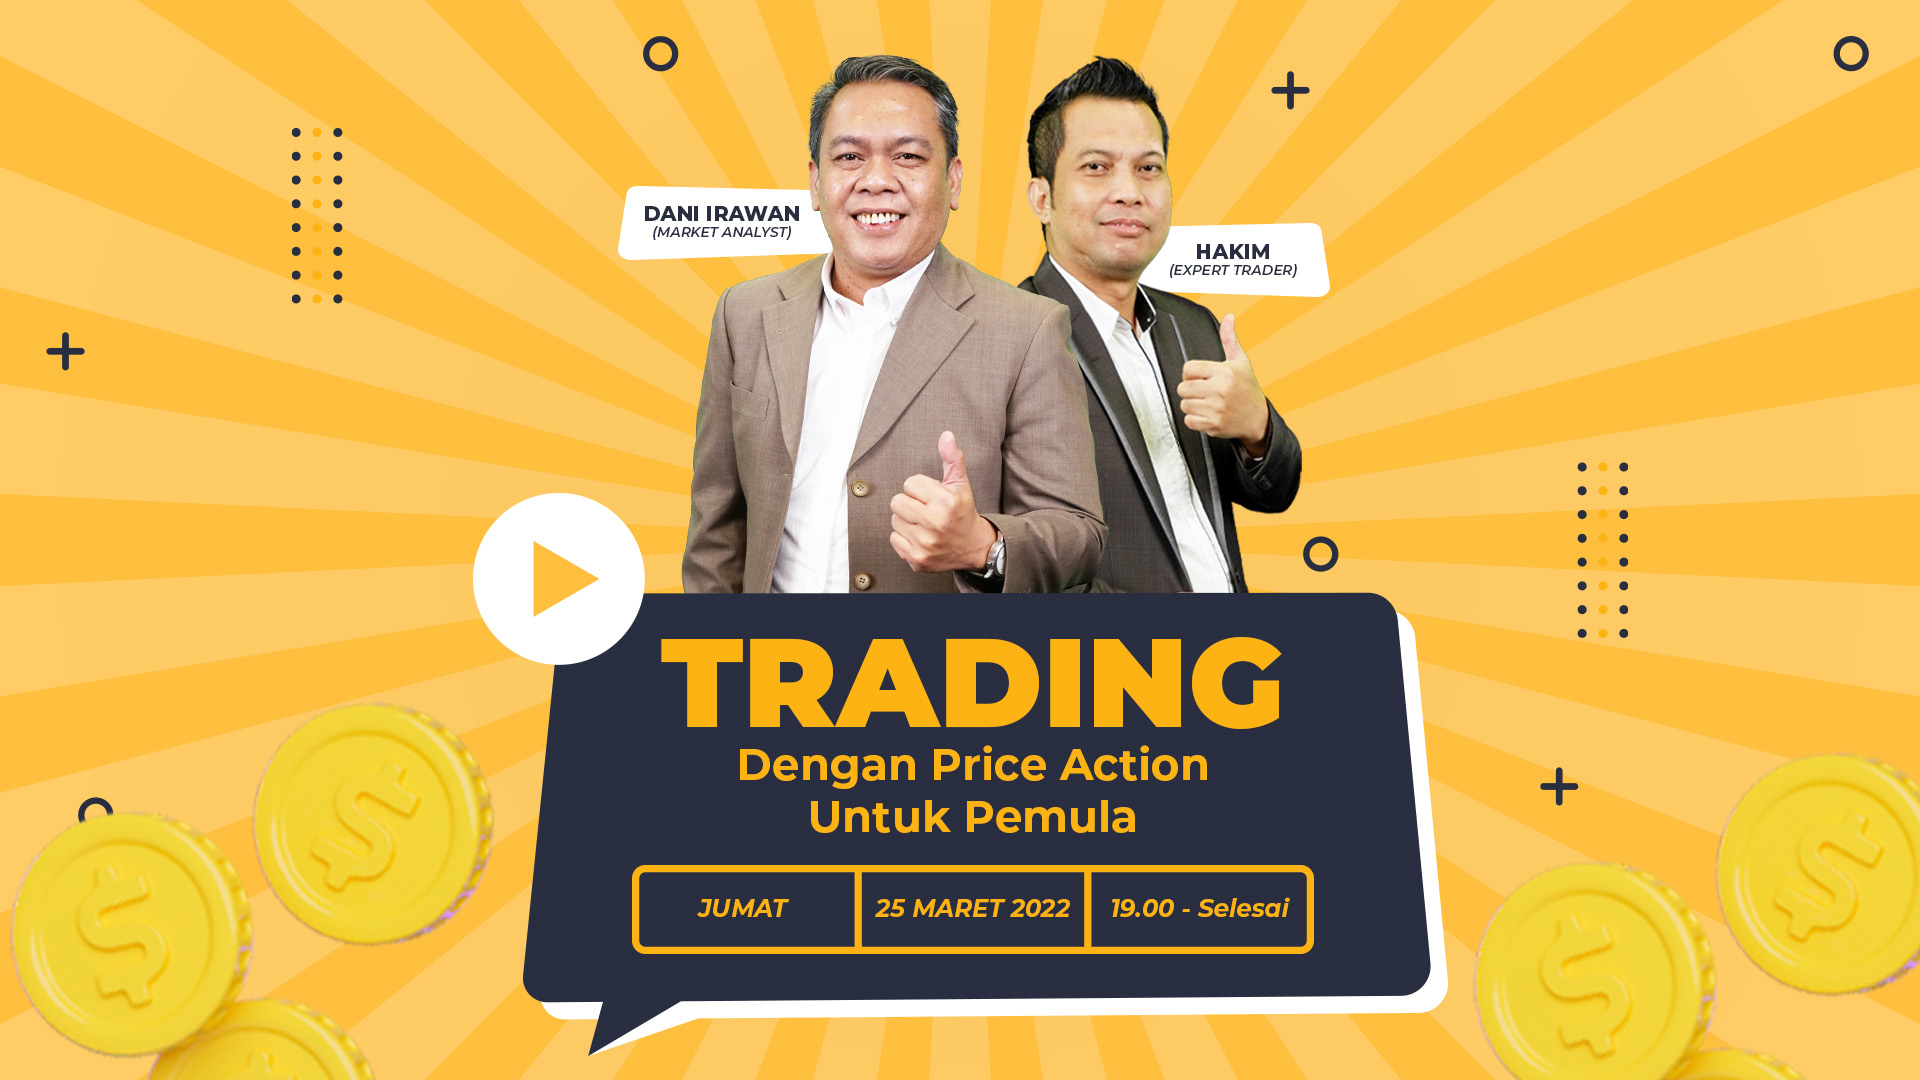 DANI IRAWAN
(MARKET ANALYST)
HAKIM
(EXPERT TRADER)
TRADING
Dengan Price Action
Untuk Pemula
JUMAT
25 MARET 2022
19.00 - Selesai